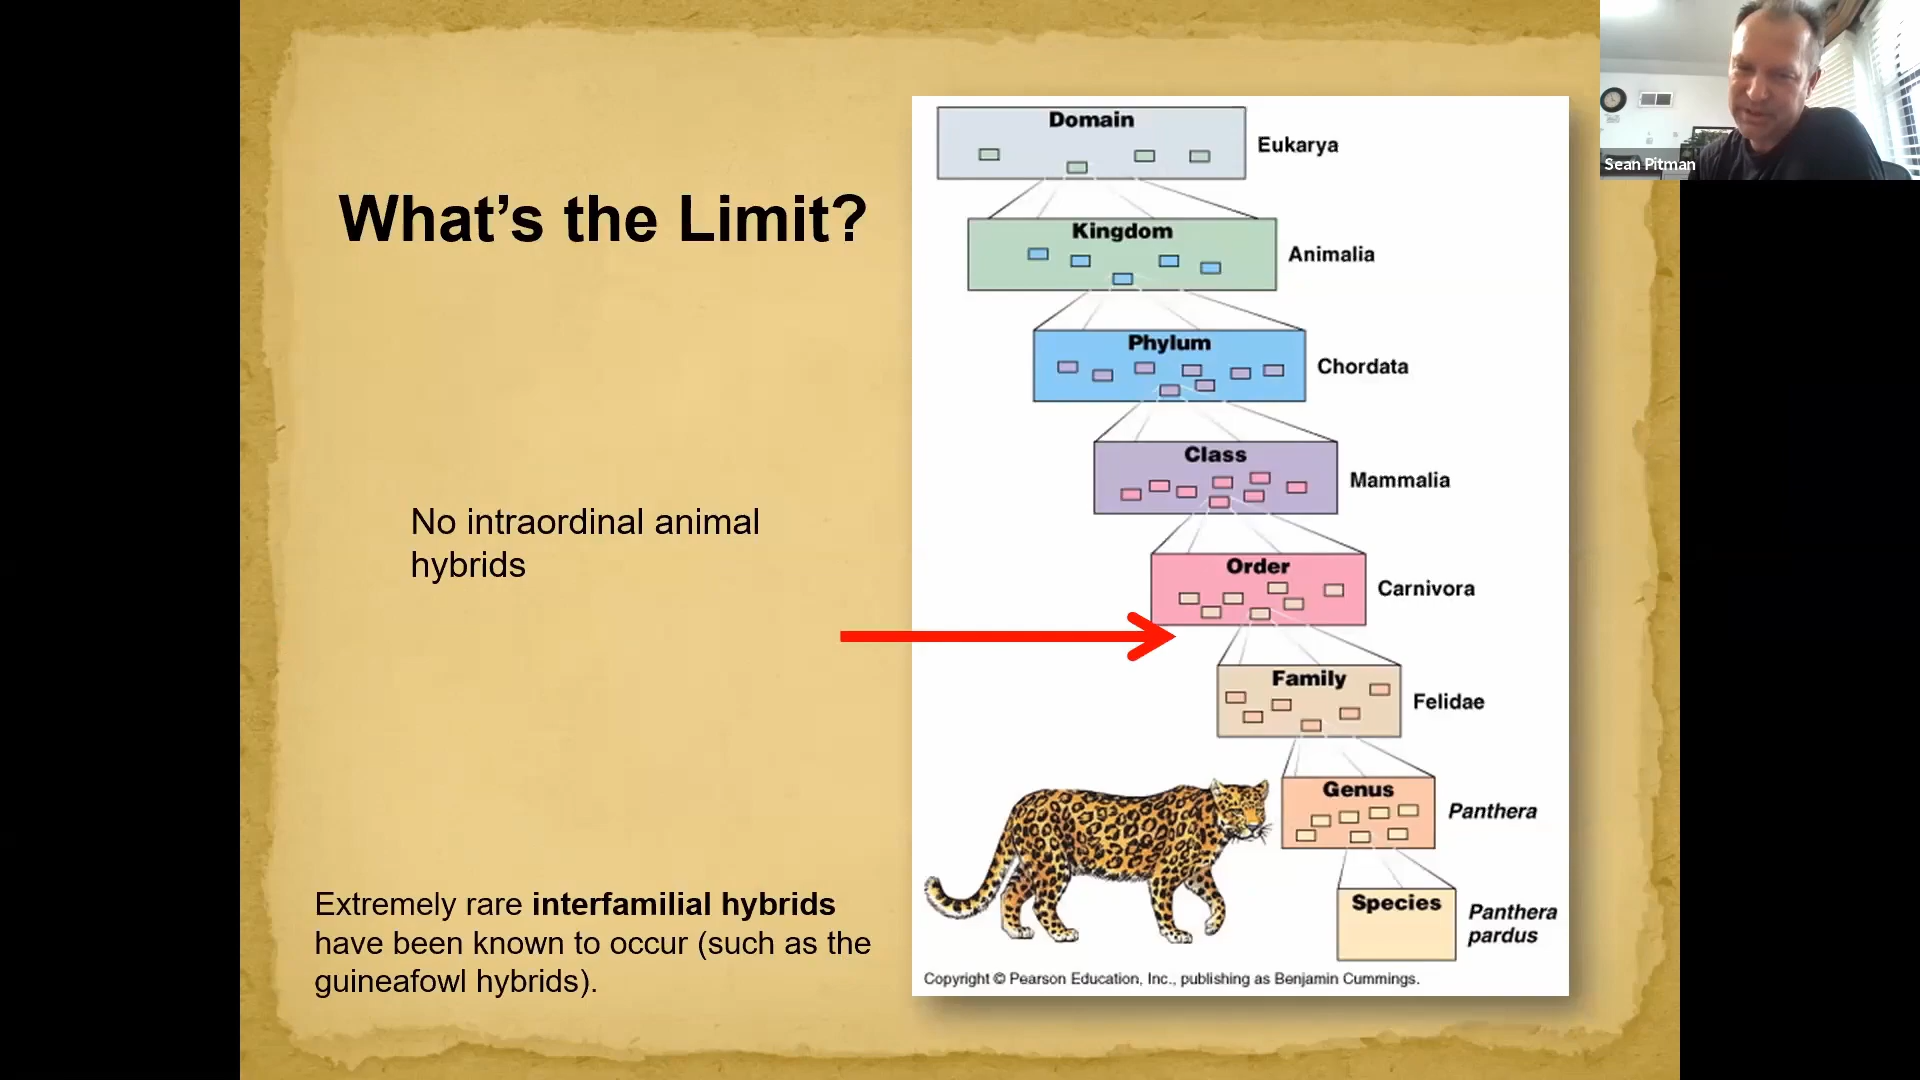 What's the Limit?
No intraordinal animal
hybrids
Extremely rare interfamilial hybrids
have been known to occur (such as the
guineafowl hybrids).
Domain
Eukarya
Kingdom
Animalia
Phylum
Chordata
Class
Mammalia
Order
Carnivora
Family
Felidae
Genus
Panthera
Species
Panthera
pardus
Copyright © Pearson Education, Inc., publishing as Benjamin Cummings.
Sean Pitman